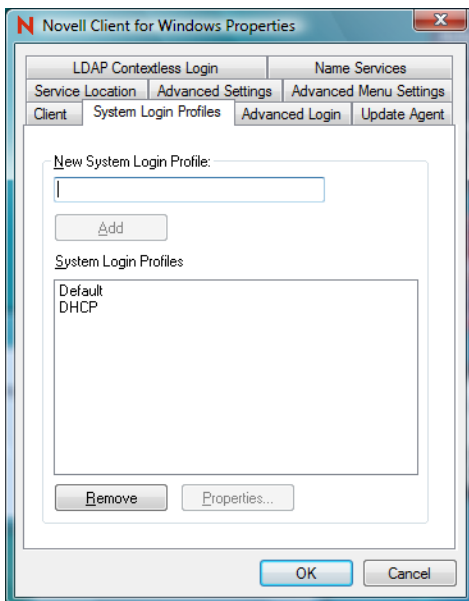 Novell Client for Windows Properties
LDAP Contextless Login Name Services
Service Location Advanced Settings Advanced Menu Settings
Client System Login Profiles Advanced Login Update Agent
New System Login Profile:
Add
System Login Profiles
Default
DHCP
Remove Properties...
OK Cancel